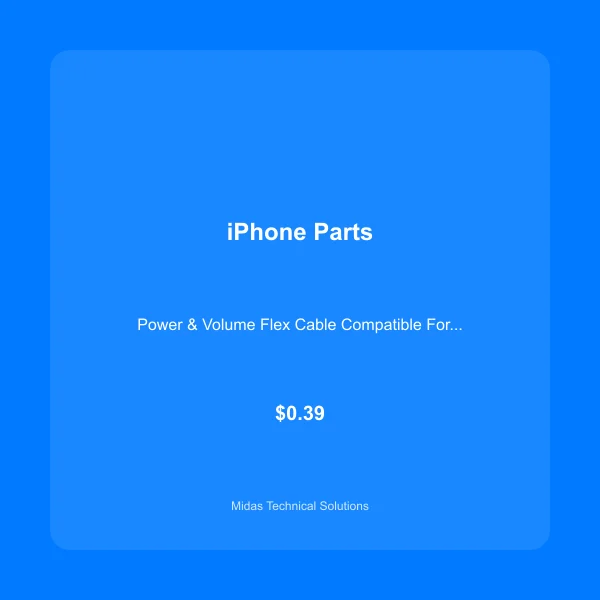 iPhone Parts
Power & Volume Flex Cable Compatible For...
$0.39
Midas Technical Solutions